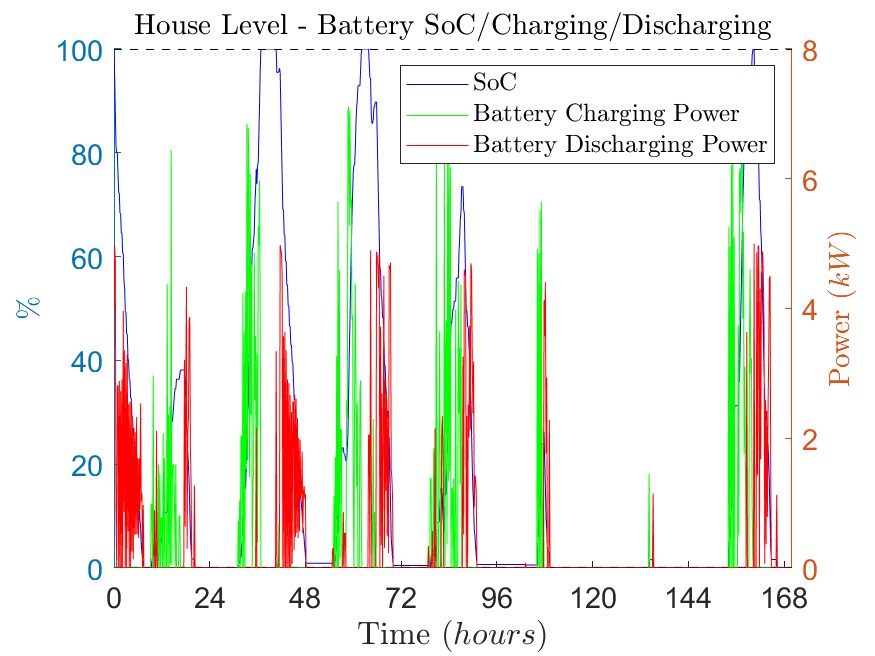 House Level - Battery SoC/Charging/Discharging
100
80
60
40
20
0
%
8
6
4
2
0
Power (kW)
SoC
Battery Charging Power
Battery Discharging Power
0 24 48 72 96 120 144 168
Time (hours)